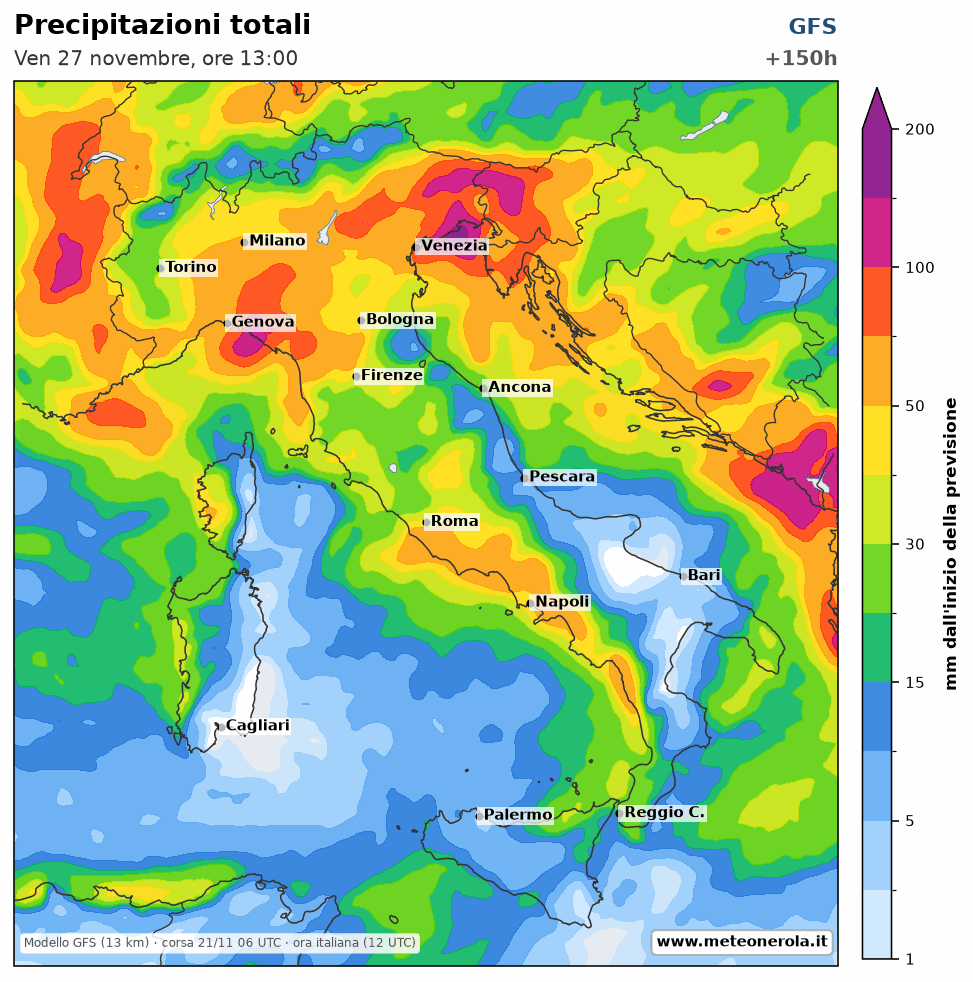 Precipitazioni totali
GFS
Ven 27 novembre, ore 13:00
+150h
200
100
50
30
15
5
1
mm dall'inizio della previsione
Milano
Venezia
Torino
Genova
Bologna
Firenze
Ancona
Pescara
Roma
Bari
Napoli
Cagliari
Palermo
Reggio C.
Modello GFS (13 km) · corsa 21/11 06 UTC · ora italiana (12 UTC)
www.meteonerola.it